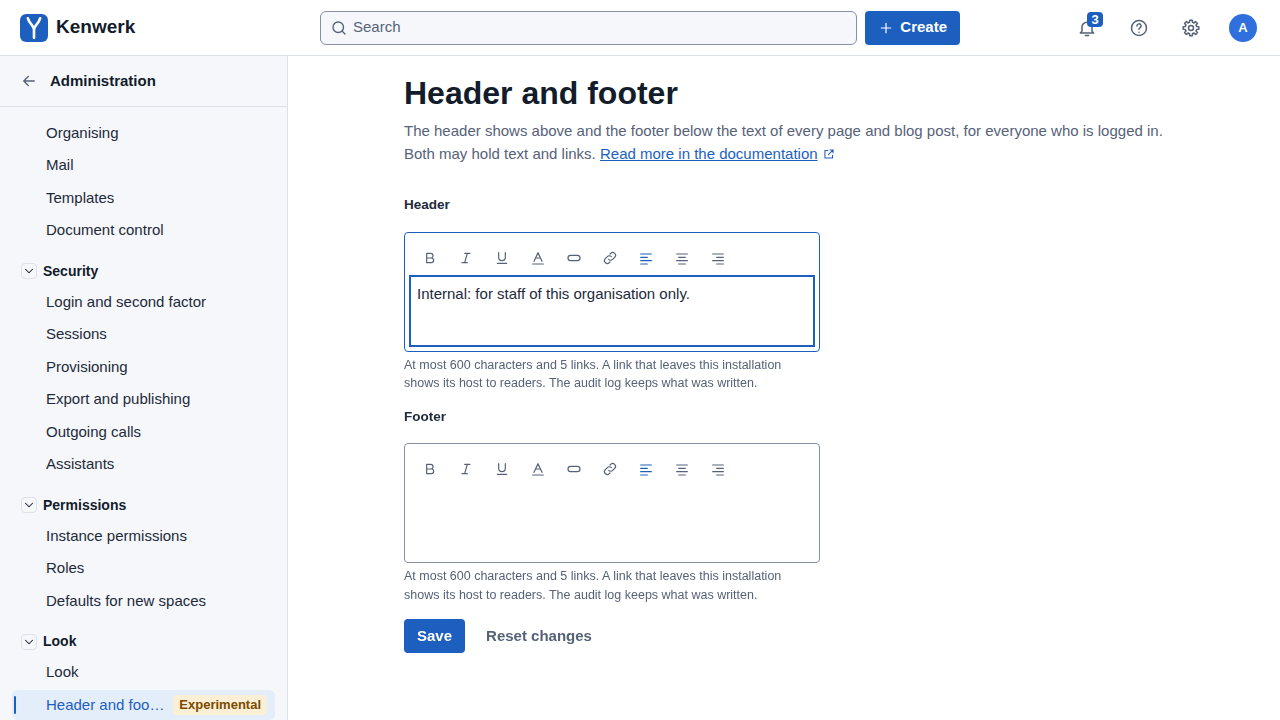 Kenwerk
Search
Create
3
A
Administration
Organising
Mail
Templates
Document control
Security
Login and second factor
Sessions
Provisioning
Export and publishing
Outgoing calls
Assistants
Permissions
Instance permissions
Roles
Defaults for new spaces
Look
Look
Header and foo… Experimental
Header and footer
The header shows above and the footer below the text of every page and blog post, for everyone who is logged in.
Both may hold text and links. Read more in the documentation
Header
B I U A
Internal: for staff of this organisation only.
At most 600 characters and 5 links. A link that leaves this installation
shows its host to readers. The audit log keeps what was written.
Footer
B I U A
At most 600 characters and 5 links. A link that leaves this installation
shows its host to readers. The audit log keeps what was written.
Save Reset changes